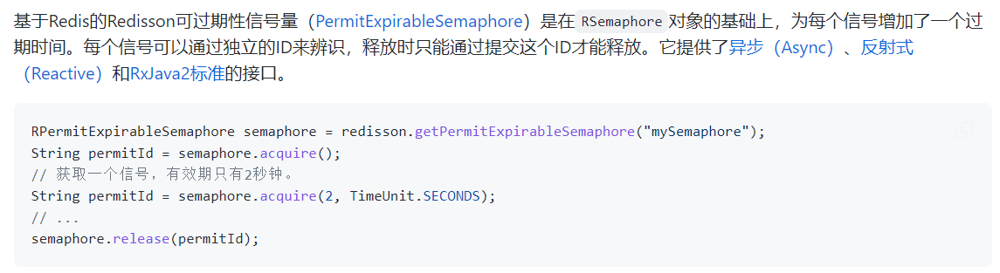 基于Redis的Redisson可过期性信号量（PermitExpirableSemaphore）是在 RSemaphore 对象的基础上，为每个信号增加了一个过
期时间。每个信号可以通过独立的ID来辨识，释放时只能通过提交这个ID才能释放。它提供了异步（Async）、反射式
（Reactive）和RxJava2标准的接口。
RPermitExpirableSemaphore semaphore = redisson.getPermitExpirableSemaphore("mySemaphore");
String permitId = semaphore.acquire();
// 获取一个信号，有效期只有2秒钟。
String permitId = semaphore.acquire(2, TimeUnit.SECONDS);
// ...
semaphore.release(permitId);